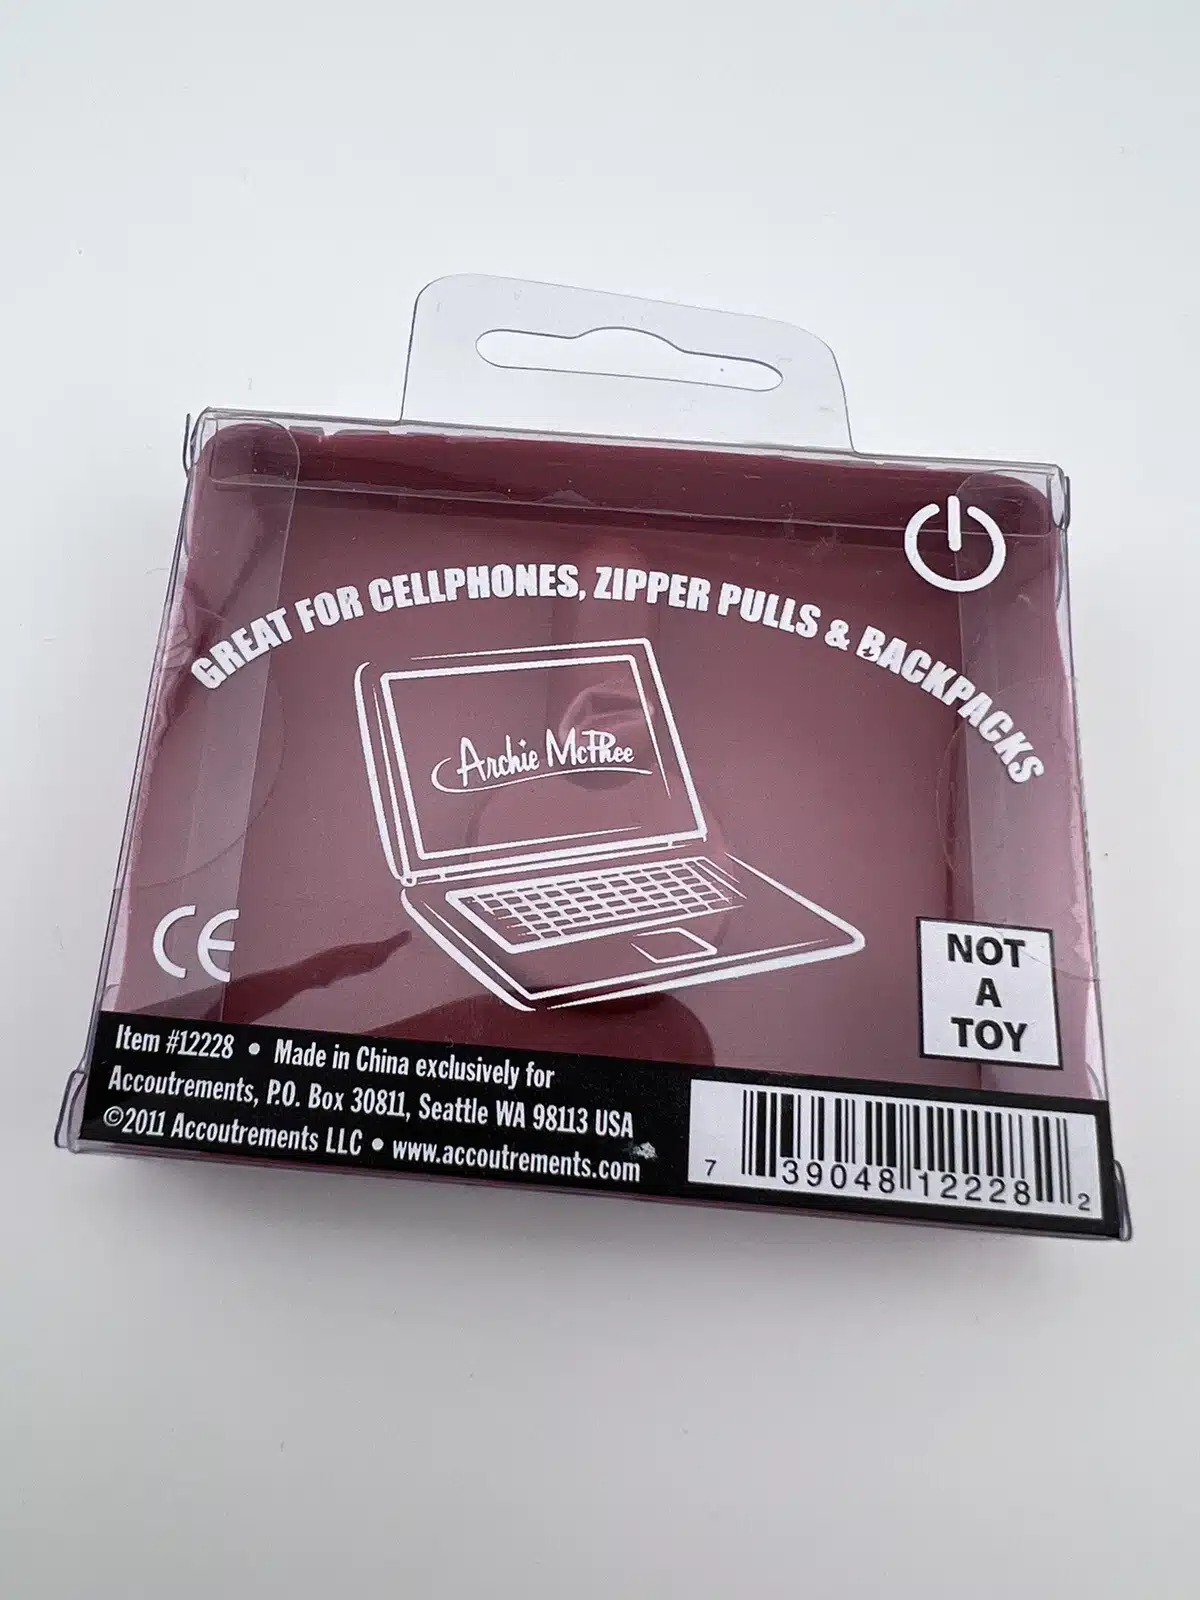 GREAT FOR CELLPHONES, ZIPPER PULLS & BACKPACKS
Archie McPhee
CE
NOT
A
TOY
Item #12228 • Made in China exclusively for
Accoutrements, P.O. Box 30811, Seattle WA 98113 USA
©2011 Accoutrements LLC • www.accoutrements.com
7 39048 12228 2